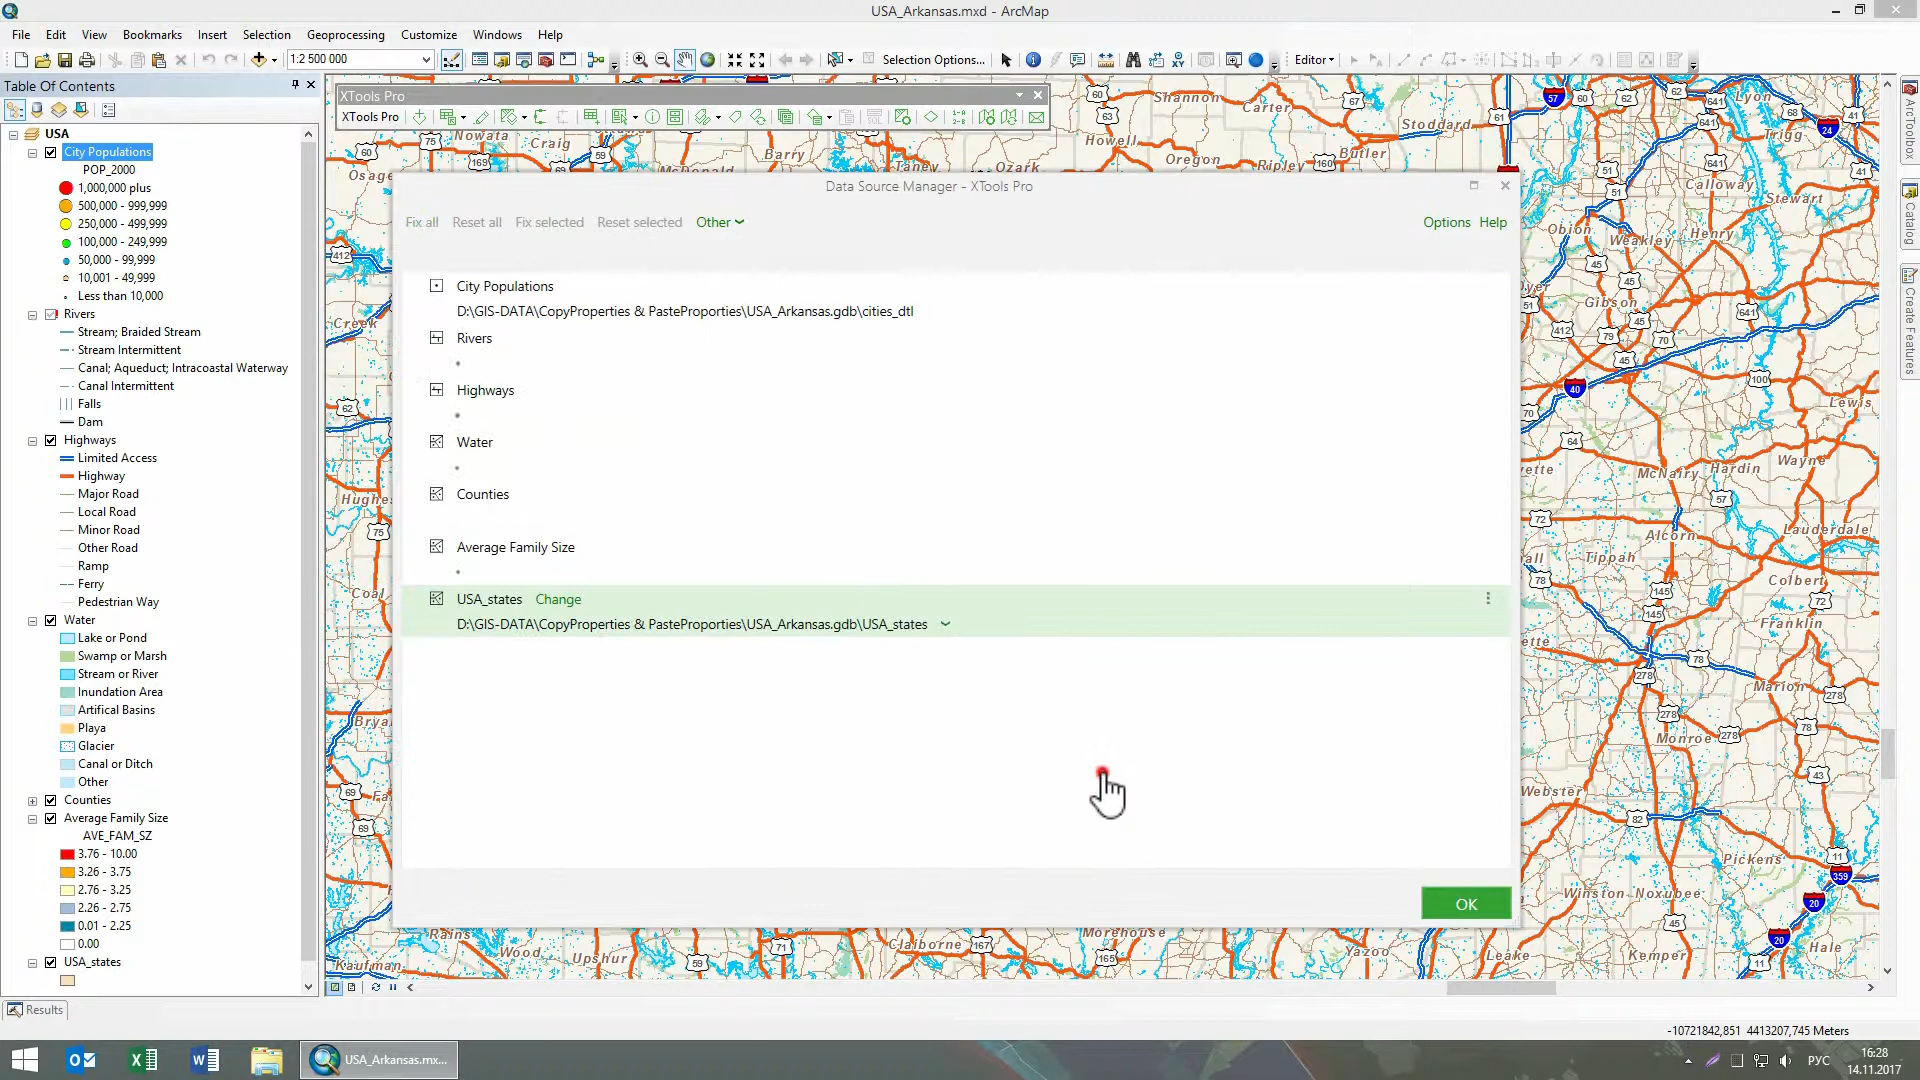 USA_Arkansas.mxd - ArcMap
File Edit View Bookmarks Insert Selection Geoprocessing Customize Windows Help
1:2 500 000
Selection Options...
Editor
Table Of Contents
USA
City Populations
POP_2000
1,000,000 plus
500,000 - 999,999
250,000 - 499,999
100,000 - 249,999
50,000 - 99,999
10,001 - 49,999
Less than 10,000
Rivers
Stream; Braided Stream
Stream Intermittent
Canal; Aqueduct; Intracoastal Waterway
Canal Intermittent
Falls
Dam
Highways
Limited Access
Highway
Major Road
Local Road
Minor Road
Other Road
Ramp
Ferry
Pedestrian Way
Water
Lake or Pond
Swamp or Marsh
Stream or River
Inundation Area
Artifical Basins
Playa
Glacier
Canal or Ditch
Other
Counties
Average Family Size
AVE_FAM_SZ
3.76 - 10.00
3.26 - 3.75
2.76 - 3.25
2.26 - 2.75
0.01 - 2.25
0.00
USA_states
XTools Pro
XTools Pro
Data Source Manager - XTools Pro
Fix all Reset all Fix selected Reset selected Other
Options Help
City Populations
D:\GIS-DATA\CopyProperties & PasteProporties\USA_Arkansas.gdb\cities_dtl
Rivers
Highways
Water
Counties
Average Family Size
USA_states Change
D:\GIS-DATA\CopyProperties & PasteProporties\USA_Arkansas.gdb\USA_states
OK
Nowata
Craig
Barry
Taney
Ozark
Howell
Shannon
Carter
Oregon
Ripley
Butler
Stoddard
Lyon
Trigg
Calloway
Stewart
Obion
Weakley
Henry
Gibson
Lewis
McNairy
Hardin
Wayne
Lauderdale
Alcorn
Tippah
Colbert
Franklin
Marion
Monroe
Webster
Pickens
Winston
Noxubee
Leake
Kemper
Hale
Osage
Creek
Hughes
Coal
Bryan
Rains
Wood
Upshur
Kaufman
Claiborne
Morehouse
Yazoo
ArcToolbox
Catalog
Create Features
Results
-10721842,851 4413207,745 Meters
USA_Arkansas.mx...
РУС
16:28
14.11.2017